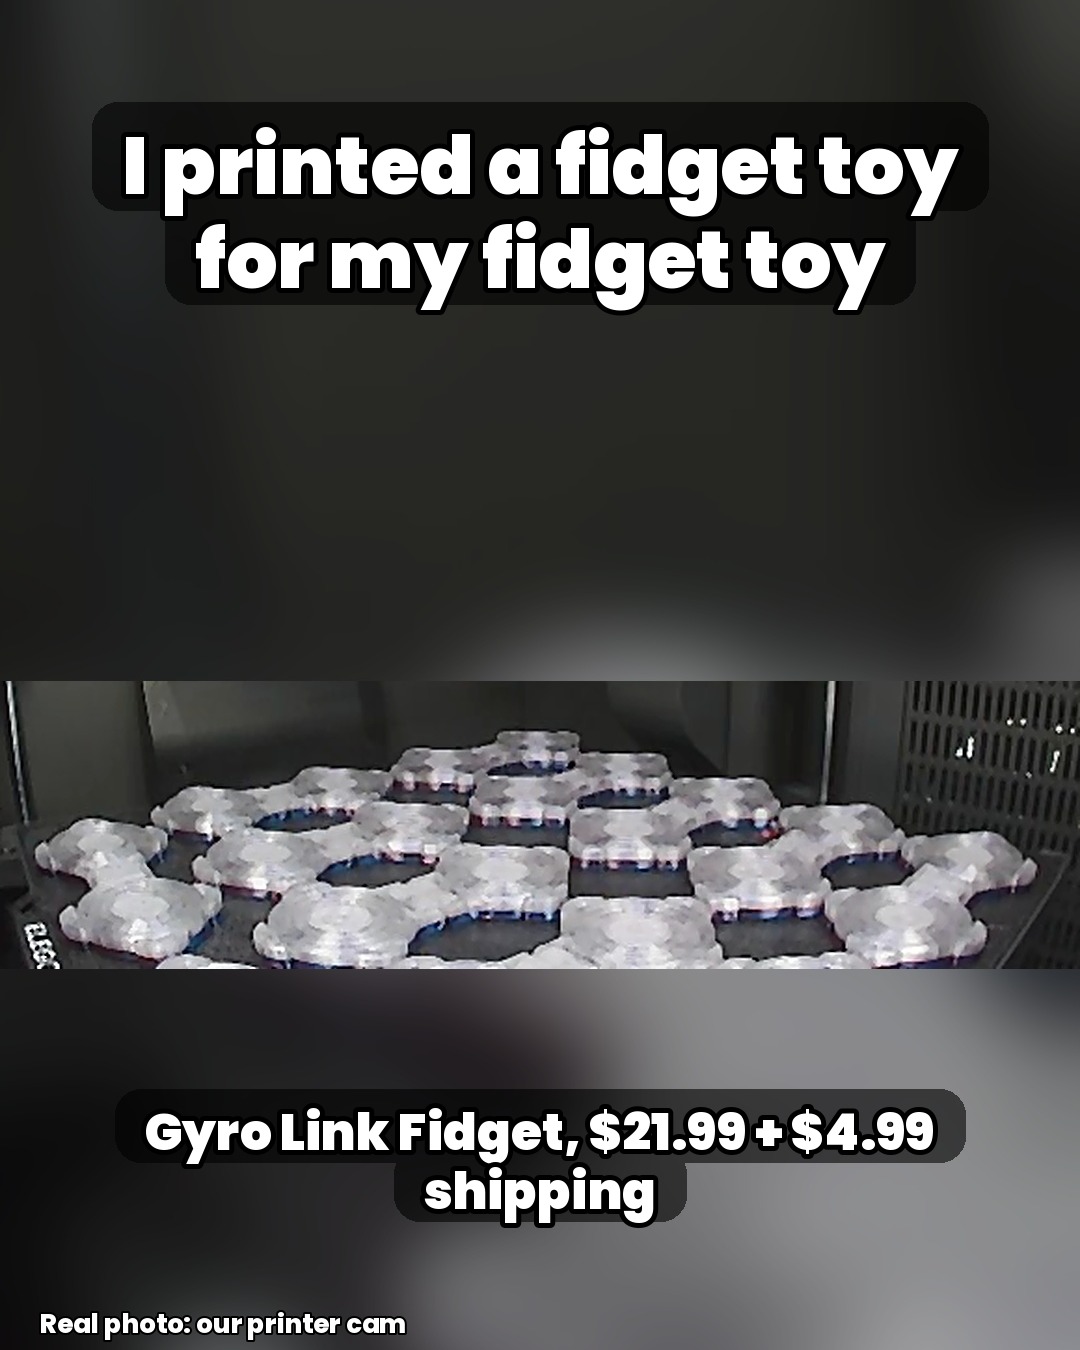 I printed a fidget toy
for my fidget toy
Gyro Link Fidget, $21.99 + $4.99
shipping
Real photo: our printer cam